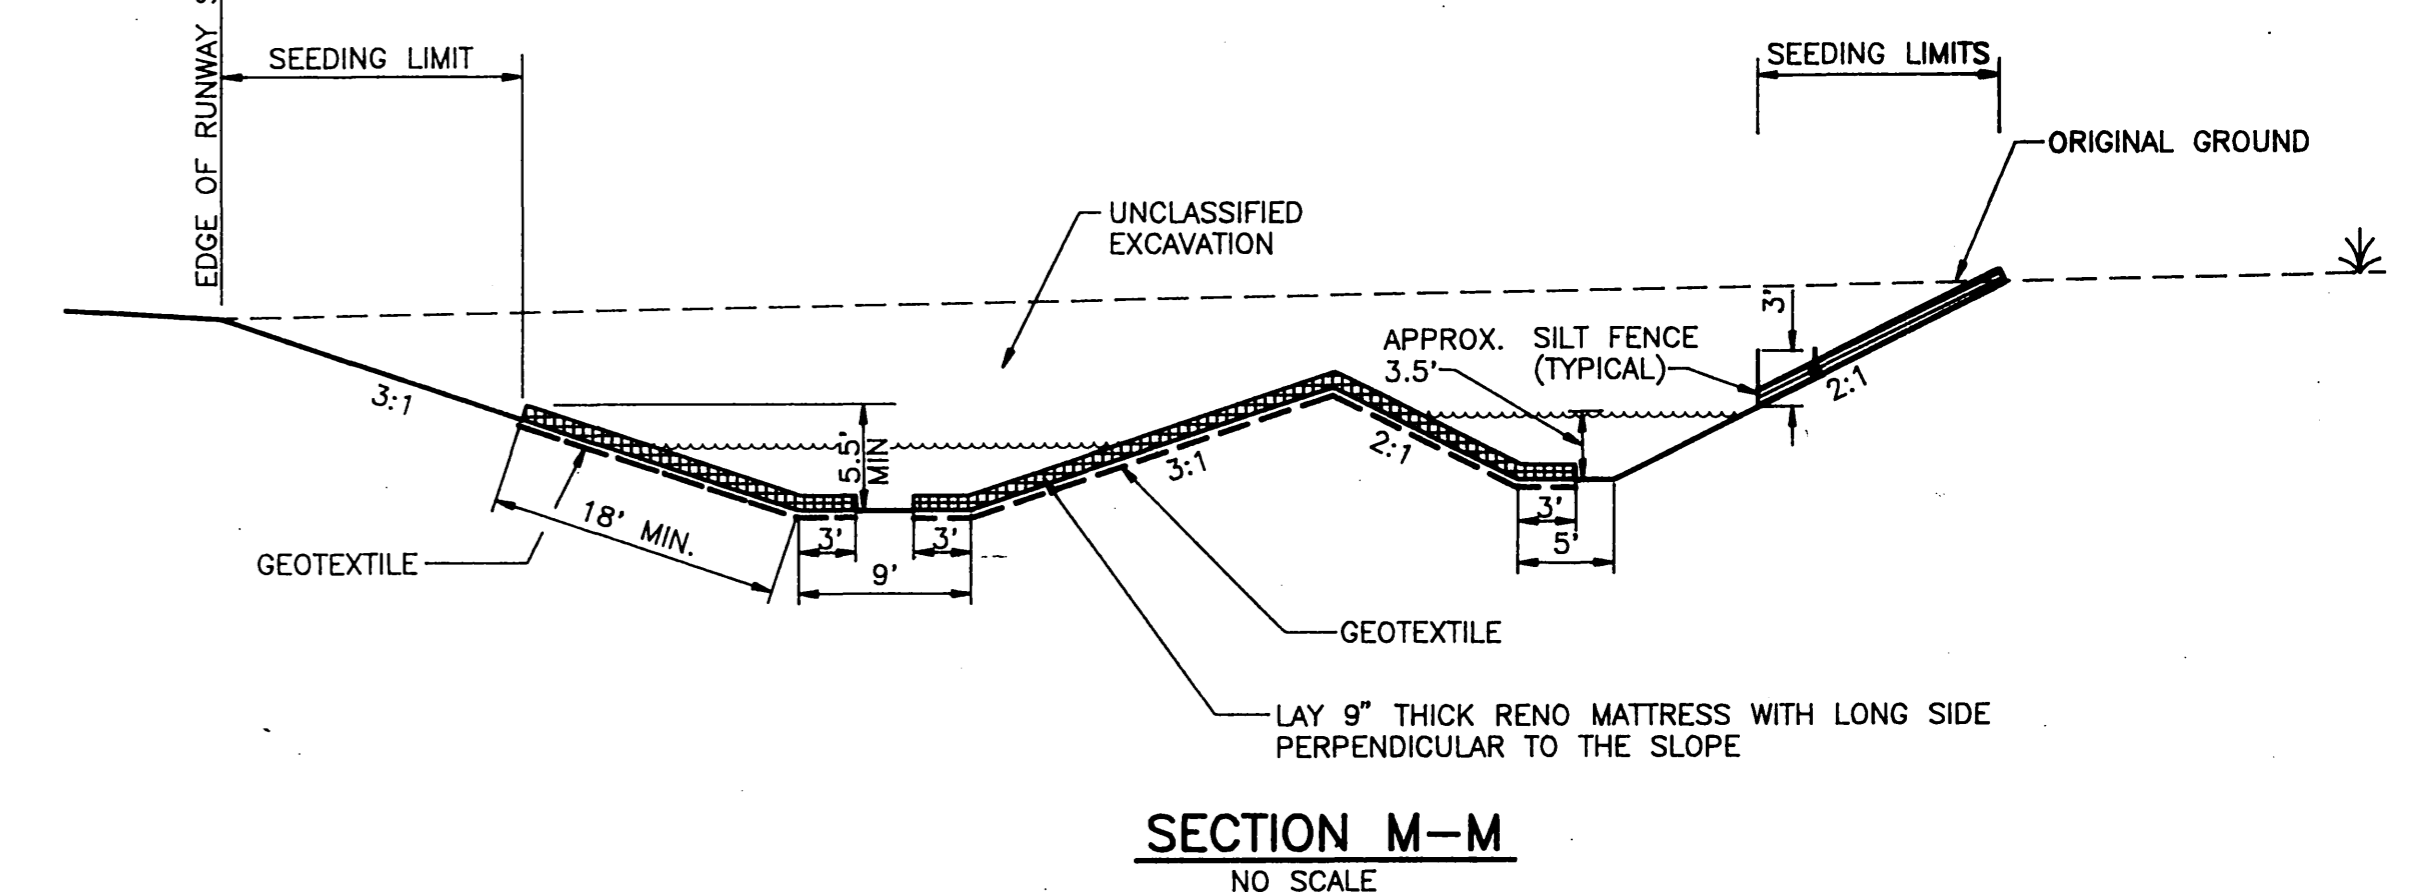 EDGE OF RUNWAY
SEEDING LIMIT
SEEDING LIMITS
ORIGINAL GROUND
UNCLASSIFIED
EXCAVATION
3'
APPROX.
3.5'
SILT FENCE
(TYPICAL)
3:1
2:1
5.5'
MIN
2:1
3:1
18' MIN.
3'
3'
9'
3'
5'
GEOTEXTILE
GEOTEXTILE
LAY 9" THICK RENO MATTRESS WITH LONG SIDE
PERPENDICULAR TO THE SLOPE
SECTION M-M
NO SCALE